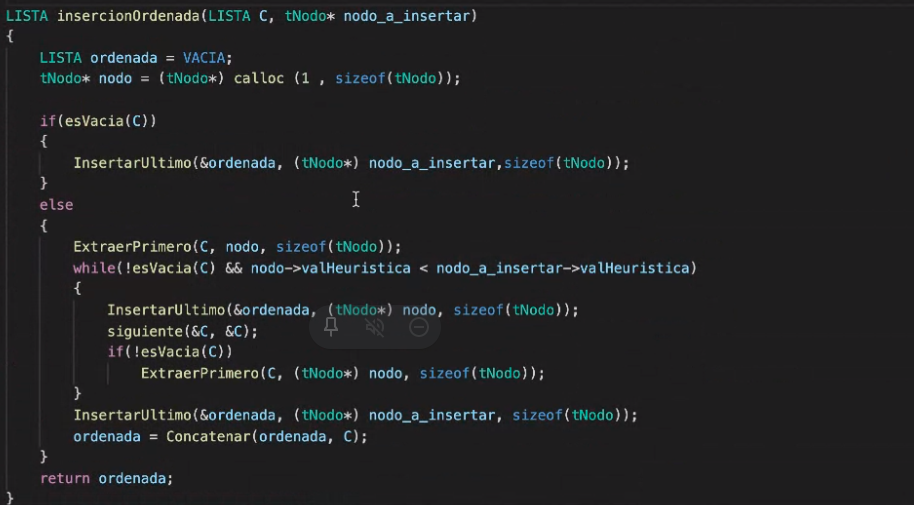 LISTA insercionOrdenada(LISTA C, tNodo* nodo_a_insertar)
{
    LISTA ordenada = VACIA;
    tNodo* nodo = (tNodo*) calloc (1 , sizeof(tNodo));

    if(esVacia(C))
    {
        InsertarUltimo(&ordenada, (tNodo*) nodo_a_insertar,sizeof(tNodo));
    }
    else
    {
        ExtraerPrimero(C, nodo, sizeof(tNodo));
        while(!esVacia(C) && nodo->valHeuristica < nodo_a_insertar->valHeuristica)
        {
            InsertarUltimo(&ordenada, (tNodo*) nodo, sizeof(tNodo));
            siguiente(&C, &C);
            if(!esVacia(C))
                ExtraerPrimero(C, (tNodo*) nodo, sizeof(tNodo));
        }
        InsertarUltimo(&ordenada, (tNodo*) nodo_a_insertar, sizeof(tNodo));
        ordenada = Concatenar(ordenada, C);
    }
    return ordenada;
}